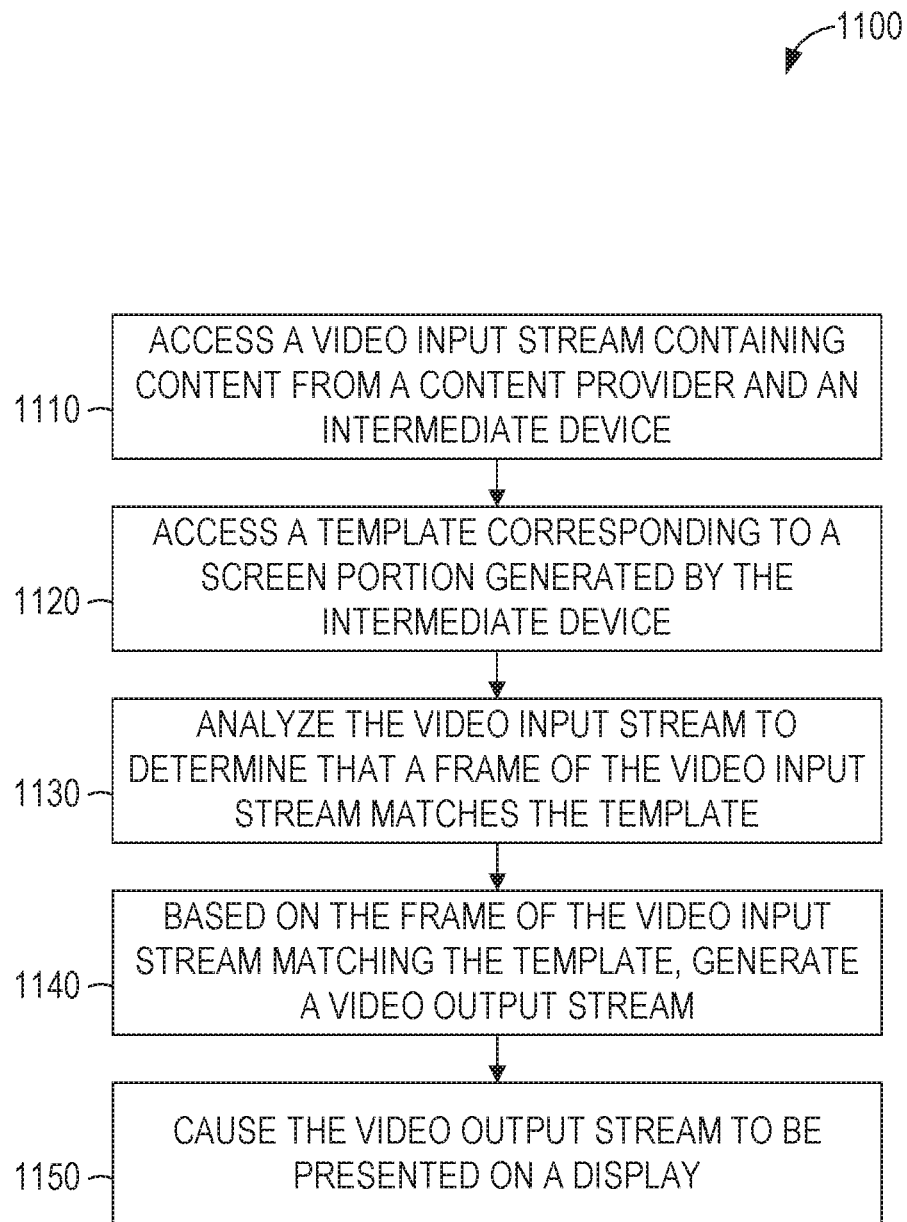 1100
ACCESS A VIDEO INPUT STREAM CONTAINING
CONTENT FROM A CONTENT PROVIDER AND AN
INTERMEDIATE DEVICE
1110
ACCESS A TEMPLATE CORRESPONDING TO A
SCREEN PORTION GENERATED BY THE
INTERMEDIATE DEVICE
1120
ANALYZE THE VIDEO INPUT STREAM TO
DETERMINE THAT A FRAME OF THE VIDEO INPUT
STREAM MATCHES THE TEMPLATE
1130
BASED ON THE FRAME OF THE VIDEO INPUT
STREAM MATCHING THE TEMPLATE, GENERATE
A VIDEO OUTPUT STREAM
1140
CAUSE THE VIDEO OUTPUT STREAM TO BE
PRESENTED ON A DISPLAY
1150